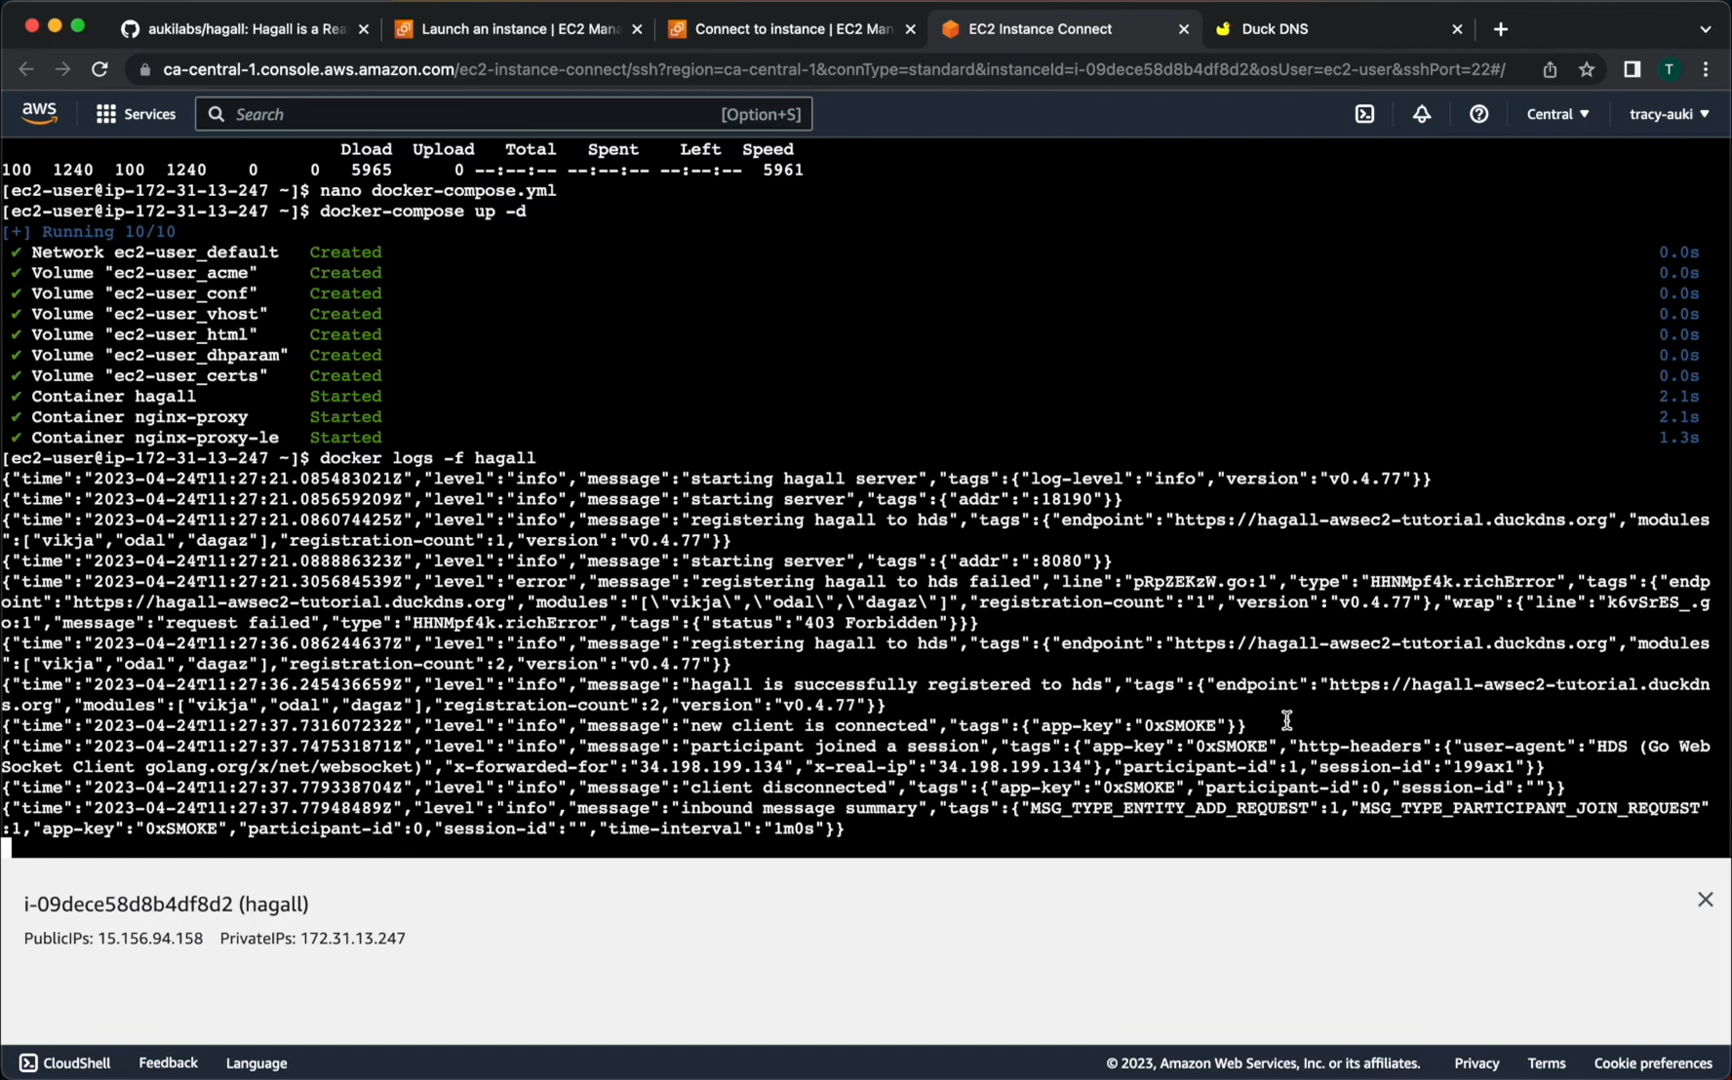 aukilabs/hagall: Hagall is a Rea
Launch an instance | EC2 Mana
Connect to instance | EC2 Man
EC2 Instance Connect
Duck DNS
ca-central-1.console.aws.amazon.com/ec2-instance-connect/ssh?region=ca-central-1&connType=standard&instanceId=i-09dece58d8b4df8d2&osUser=ec2-user&sshPort=22#/
T
aws Services Search [Option+S] Central tracy-auki
Dload Upload Total Spent Left Speed
100 1240 100 1240 0 0 5965 0 --:--:-- --:--:-- --:--:-- 5961
[ec2-user@ip-172-31-13-247 ~]$ nano docker-compose.yml
[ec2-user@ip-172-31-13-247 ~]$ docker-compose up -d
[+] Running 10/10
✔ Network ec2-user_default Created 0.0s
✔ Volume "ec2-user_acme" Created 0.0s
✔ Volume "ec2-user_conf" Created 0.0s
✔ Volume "ec2-user_vhost" Created 0.0s
✔ Volume "ec2-user_html" Created 0.0s
✔ Volume "ec2-user_dhparam" Created 0.0s
✔ Volume "ec2-user_certs" Created 0.0s
✔ Container hagall Started 2.1s
✔ Container nginx-proxy Started 2.1s
✔ Container nginx-proxy-le Started 1.3s
[ec2-user@ip-172-31-13-247 ~]$ docker logs -f hagall
{"time":"2023-04-24T11:27:21.085483021Z","level":"info","message":"starting hagall server","tags":{"log-level":"info","version":"v0.4.77"}}
{"time":"2023-04-24T11:27:21.085659209Z","level":"info","message":"starting server","tags":{"addr":":18190"}}
{"time":"2023-04-24T11:27:21.086074425Z","level":"info","message":"registering hagall to hds","tags":{"endpoint":"https://hagall-awsec2-tutorial.duckdns.org","modules
":["vikja","odal","dagaz"],"registration-count":1,"version":"v0.4.77"}}
{"time":"2023-04-24T11:27:21.088886323Z","level":"info","message":"starting server","tags":{"addr":":8080"}}
{"time":"2023-04-24T11:27:21.305684539Z","level":"error","message":"registering hagall to hds failed","line":"pRpZEKzW.go:1","type":"HHNMpf4k.richError","tags":{"endp
oint":"https://hagall-awsec2-tutorial.duckdns.org","modules":"[\"vikja\",\"odal\",\"dagaz\"]","registration-count":"1","version":"v0.4.77"},"wrap":{"line":"k6vSrES_.g
o:1","message":"request failed","type":"HHNMpf4k.richError","tags":{"status":"403 Forbidden"}}}
{"time":"2023-04-24T11:27:36.086244637Z","level":"info","message":"registering hagall to hds","tags":{"endpoint":"https://hagall-awsec2-tutorial.duckdns.org","modules
":["vikja","odal","dagaz"],"registration-count":2,"version":"v0.4.77"}}
{"time":"2023-04-24T11:27:36.245436659Z","level":"info","message":"hagall is successfully registered to hds","tags":{"endpoint":"https://hagall-awsec2-tutorial.duckdn
s.org","modules":["vikja","odal","dagaz"],"registration-count":2,"version":"v0.4.77"}}
{"time":"2023-04-24T11:27:37.731607232Z","level":"info","message":"new client is connected","tags":{"app-key":"0xSMOKE"}}
{"time":"2023-04-24T11:27:37.747531871Z","level":"info","message":"participant joined a session","tags":{"app-key":"0xSMOKE","http-headers":{"user-agent":"HDS (Go Web
Socket Client golang.org/x/net/websocket)","x-forwarded-for":"34.198.199.134","x-real-ip":"34.198.199.134"},"participant-id":1,"session-id":"199ax1"}}
{"time":"2023-04-24T11:27:37.779338704Z","level":"info","message":"client disconnected","tags":{"app-key":"0xSMOKE","participant-id":0,"session-id":""}}
{"time":"2023-04-24T11:27:37.77948489Z","level":"info","message":"inbound message summary","tags":{"MSG_TYPE_ENTITY_ADD_REQUEST":1,"MSG_TYPE_PARTICIPANT_JOIN_REQUEST"
:1,"app-key":"0xSMOKE","participant-id":0,"session-id":"","time-interval":"1m0s"}}
i-09dece58d8b4df8d2 (hagall)
PublicIPs: 15.156.94.158 PrivateIPs: 172.31.13.247
CloudShell Feedback Language © 2023, Amazon Web Services, Inc. or its affiliates. Privacy Terms Cookie preferences